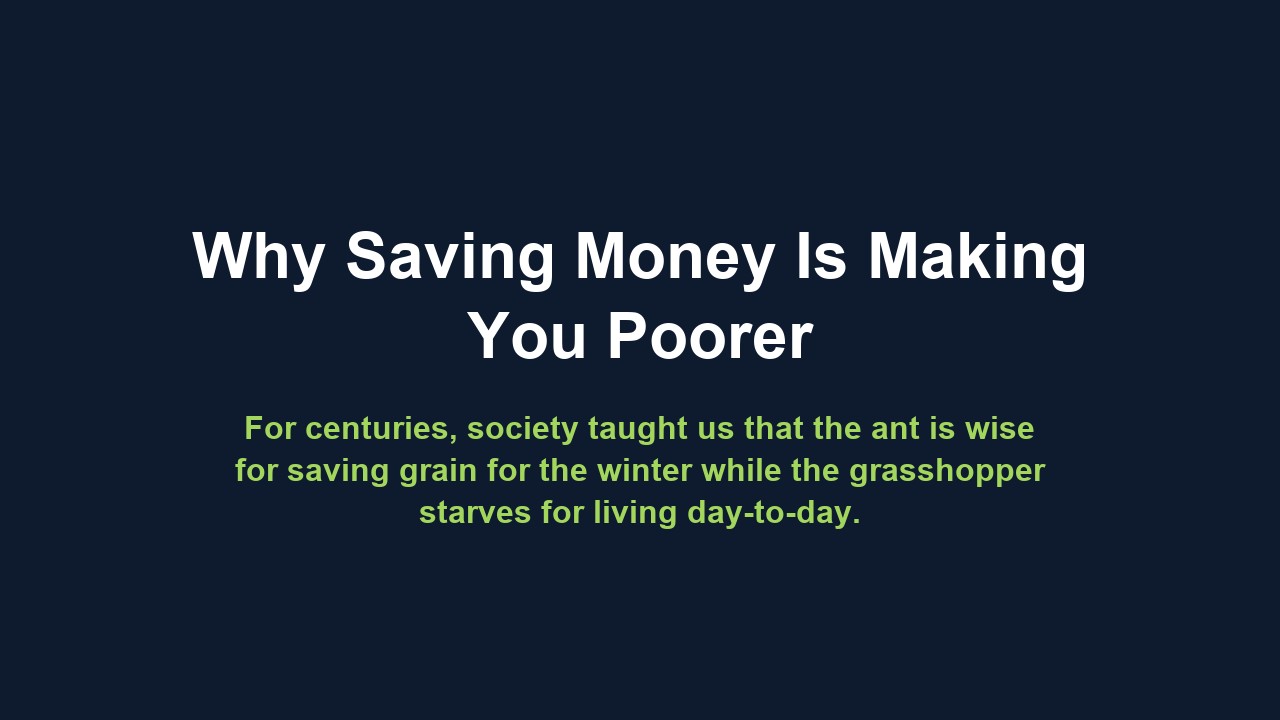 Why Saving Money Is Making
You Poorer
For centuries, society taught us that the ant is wise
for saving grain for the winter while the grasshopper
starves for living day-to-day.